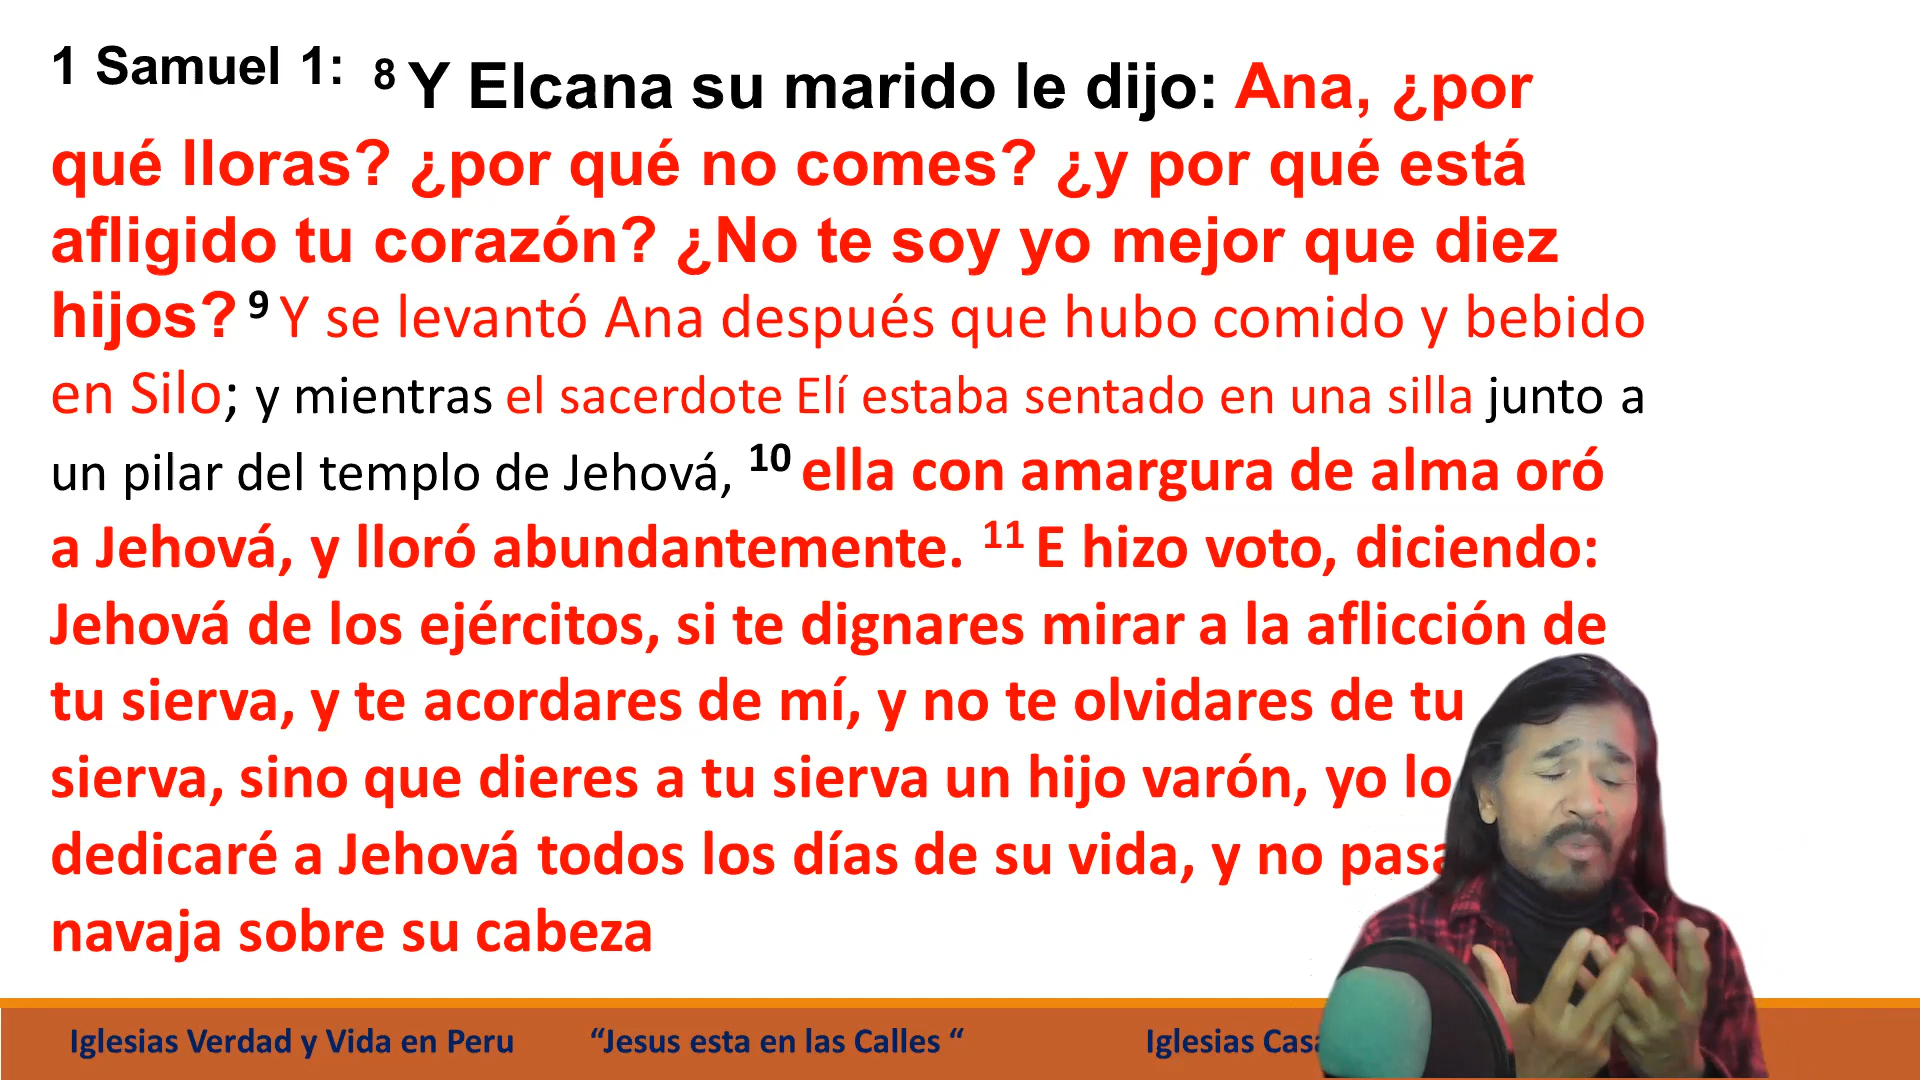 1 Samuel 1: 8 Y Elcana su marido le dijo: Ana, ¿por
qué lloras? ¿por qué no comes? ¿y por qué está
afligido tu corazón? ¿No te soy yo mejor que diez
hijos? 9 Y se levantó Ana después que hubo comido y bebido
en Silo; y mientras el sacerdote Elí estaba sentado en una silla junto a
un pilar del templo de Jehová, 10 ella con amargura de alma oró
a Jehová, y lloró abundantemente. 11 E hizo voto, diciendo:
Jehová de los ejércitos, si te dignares mirar a la aflicción de
tu sierva, y te acordares de mí, y no te olvidares de tu
sierva, sino que dieres a tu sierva un hijo varón, yo lo
dedicaré a Jehová todos los días de su vida, y no
navaja sobre su cabeza
Iglesias Verdad y Vida en Peru “Jesus esta en las Calles “ Iglesias